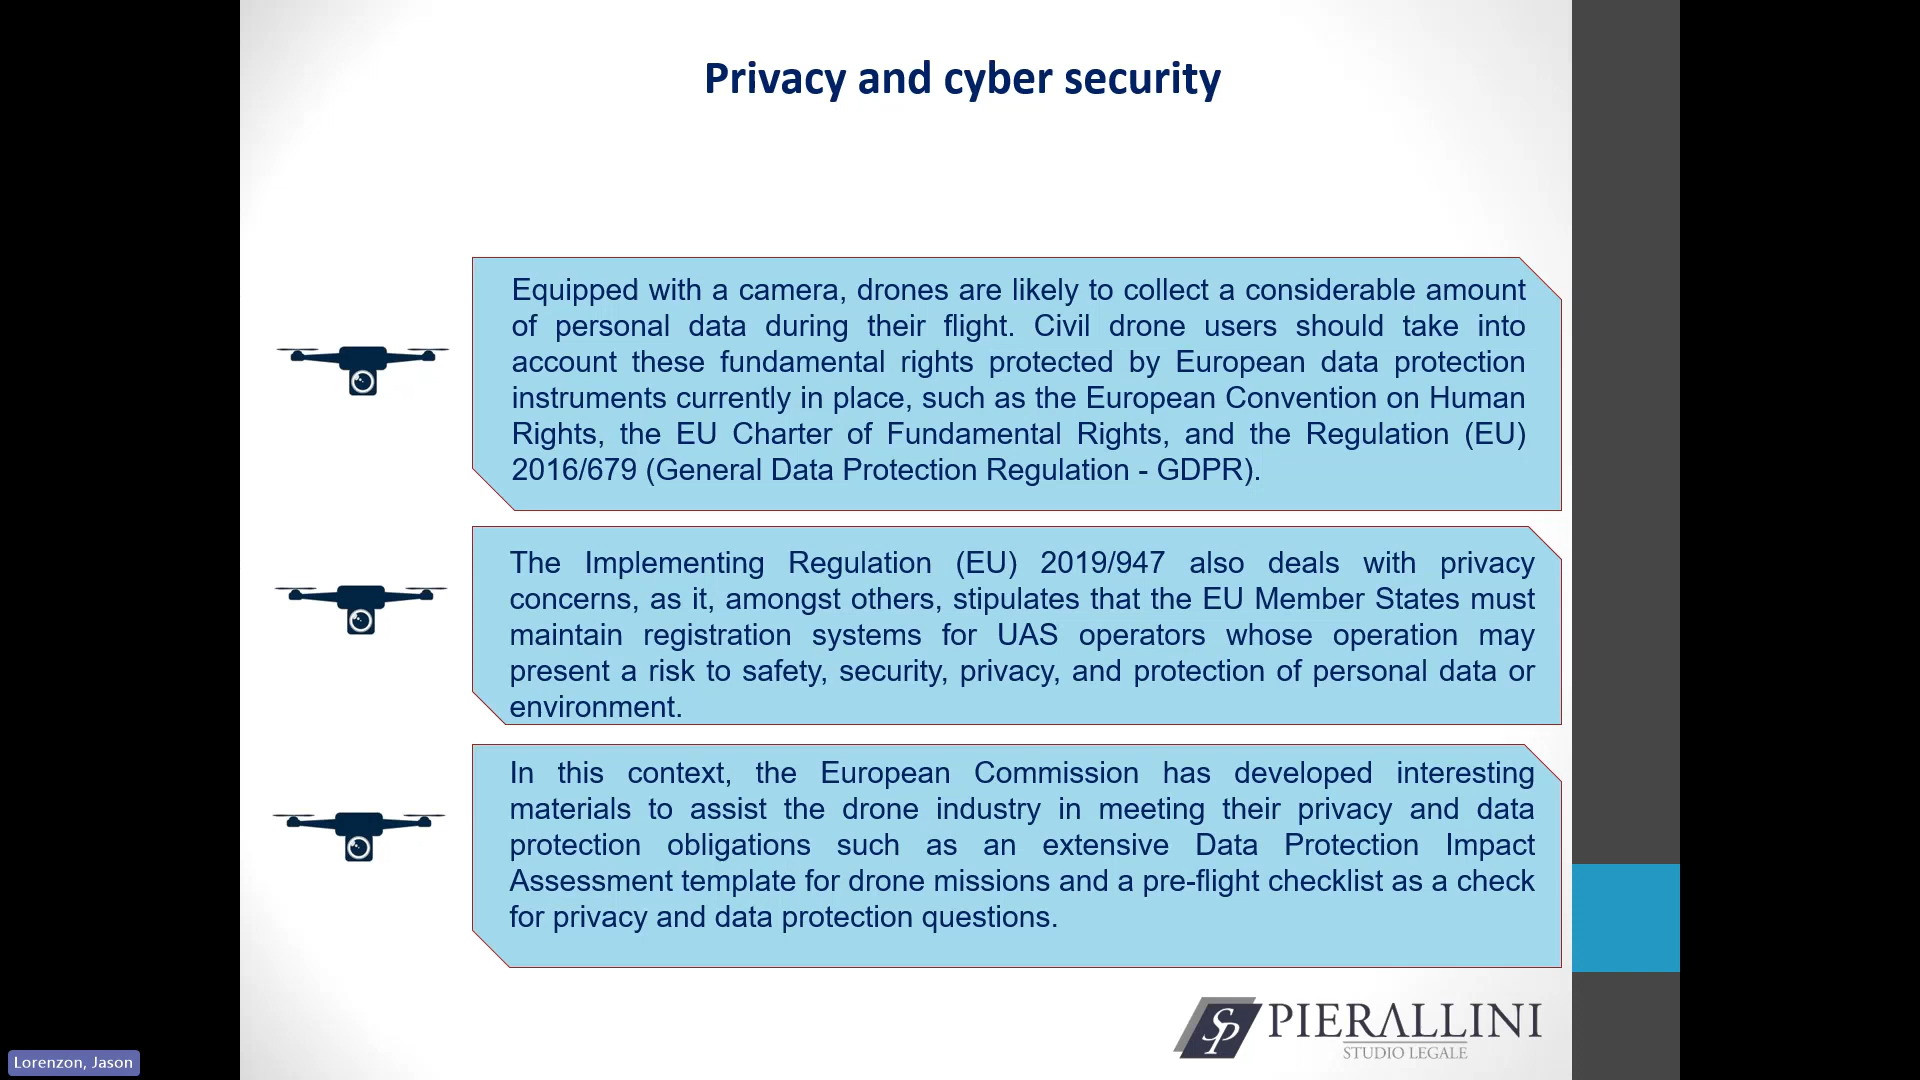 Privacy and cyber security
Equipped with a camera, drones are likely to collect a considerable amount
of personal data during their flight. Civil drone users should take into
account these fundamental rights protected by European data protection
instruments currently in place, such as the European Convention on Human
Rights, the EU Charter of Fundamental Rights, and the Regulation (EU)
2016/679 (General Data Protection Regulation - GDPR).
The Implementing Regulation (EU) 2019/947 also deals with privacy
concerns, as it, amongst others, stipulates that the EU Member States must
maintain registration systems for UAS operators whose operation may
present a risk to safety, security, privacy, and protection of personal data or
environment.
In this context, the European Commission has developed interesting
materials to assist the drone industry in meeting their privacy and data
protection obligations such as an extensive Data Protection Impact
Assessment template for drone missions and a pre-flight checklist as a check
for privacy and data protection questions.
SP PIERALLINI
STUDIO LEGALE
Lorenzon, Jason